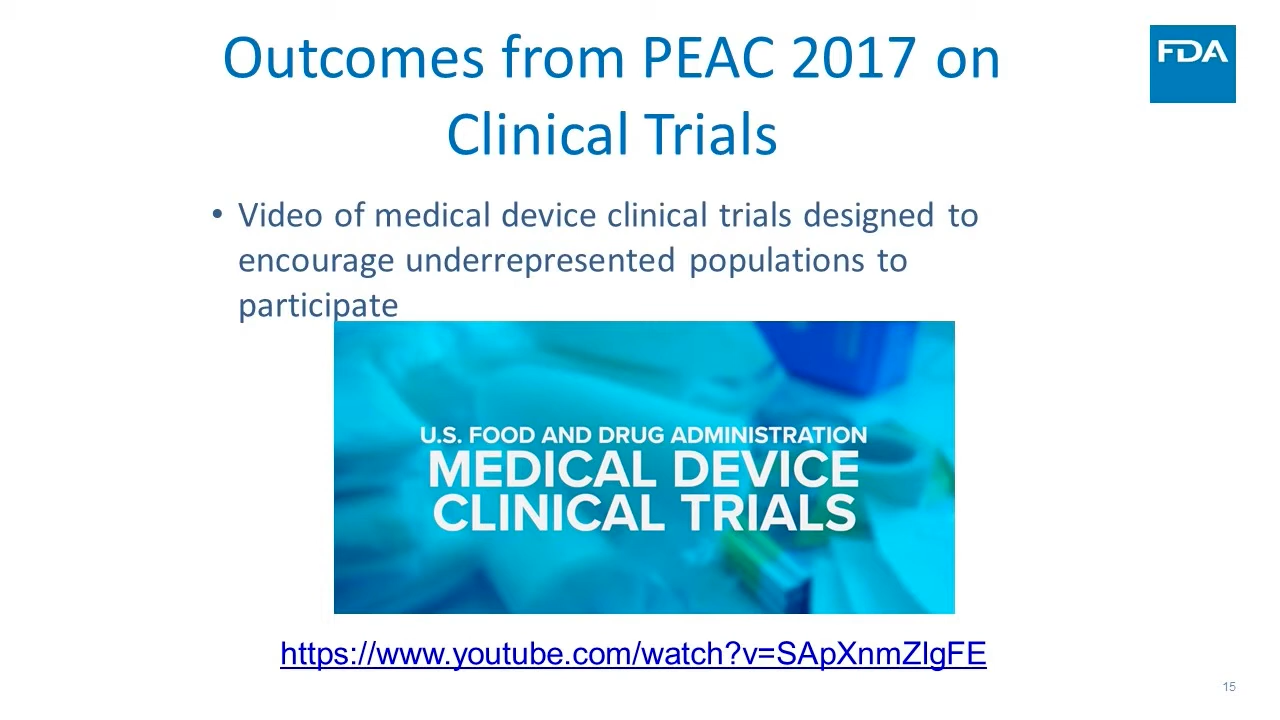 Outcomes from PEAC 2017 on
Clinical Trials
FDA
• Video of medical device clinical trials designed to
encourage underrepresented populations to
participate
U.S. FOOD AND DRUG ADMINISTRATION
MEDICAL DEVICE
CLINICAL TRIALS
https://www.youtube.com/watch?v=SApXnmZIgFE
15